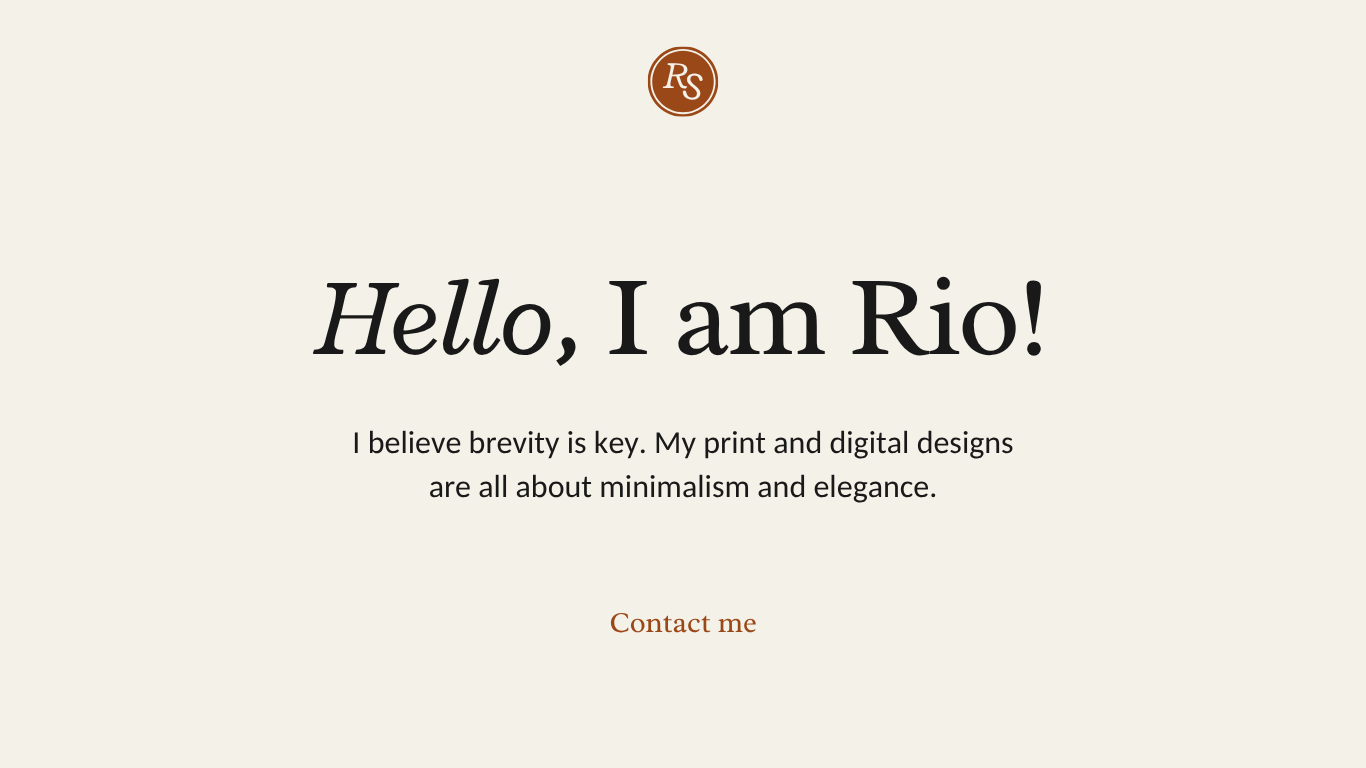 RS
Hello, I am Rio!
I believe brevity is key. My print and digital designs
are all about minimalism and elegance.
Contact me